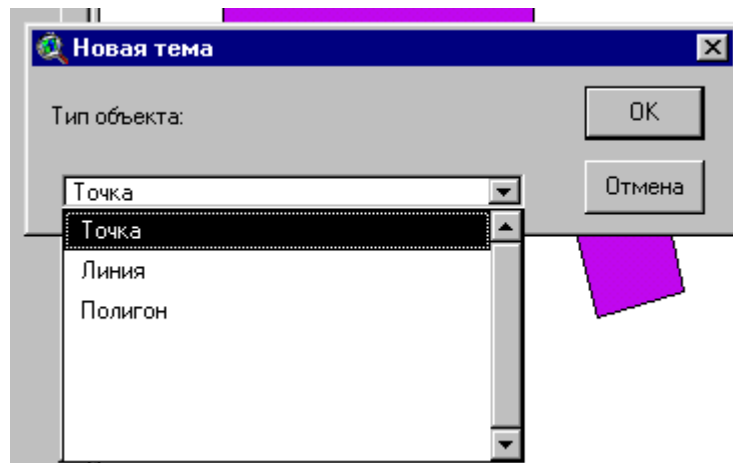 Новая тема
Тип объекта:
OK
Точка
Отмена
Точка
Линия
Полигон